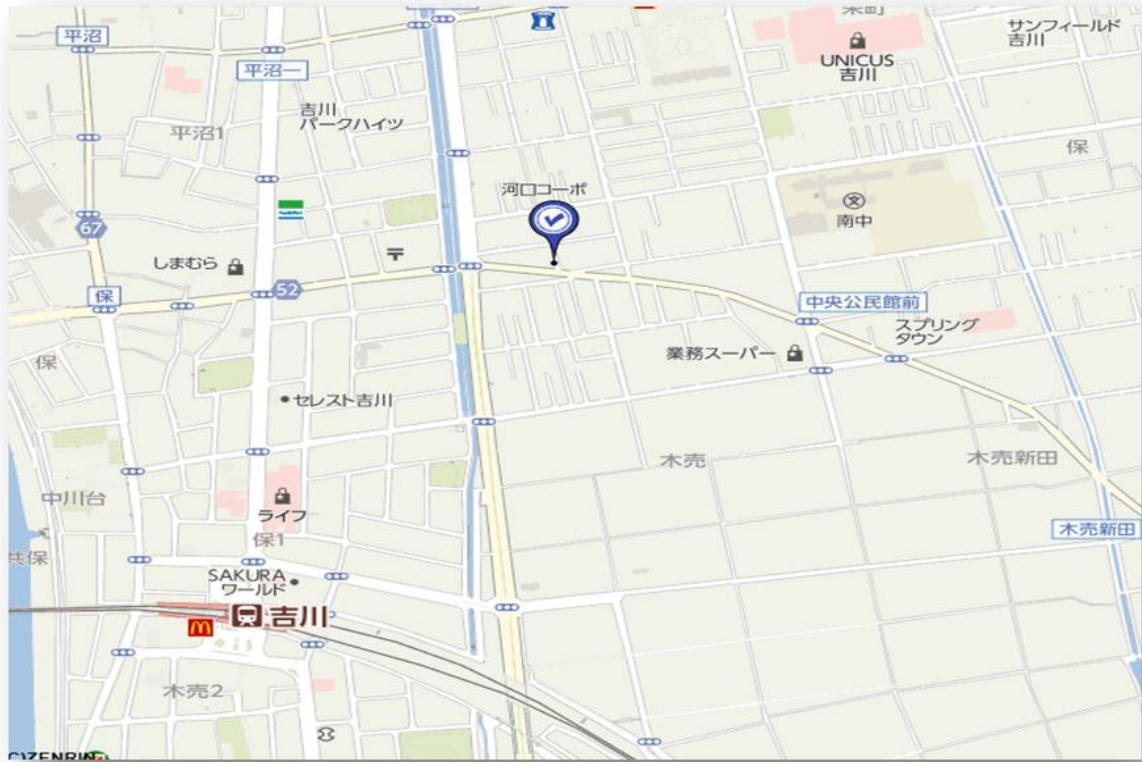 栄町
サンフィールド
吉川
平沼
UNICUS
吉川
平沼一
吉川
パークハイツ
平沼1
保
河口コーポ
文
南中
FamilyMart
67
しまむら
〒
52
保
中央公民館前
スプリング
タウン
業務スーパー
保
セレスト吉川
木売
木売新田
中川台
ライフ
木売新田
保1
共保
SAKURA
ワールド
吉川
木売2
(C)ZENRIN